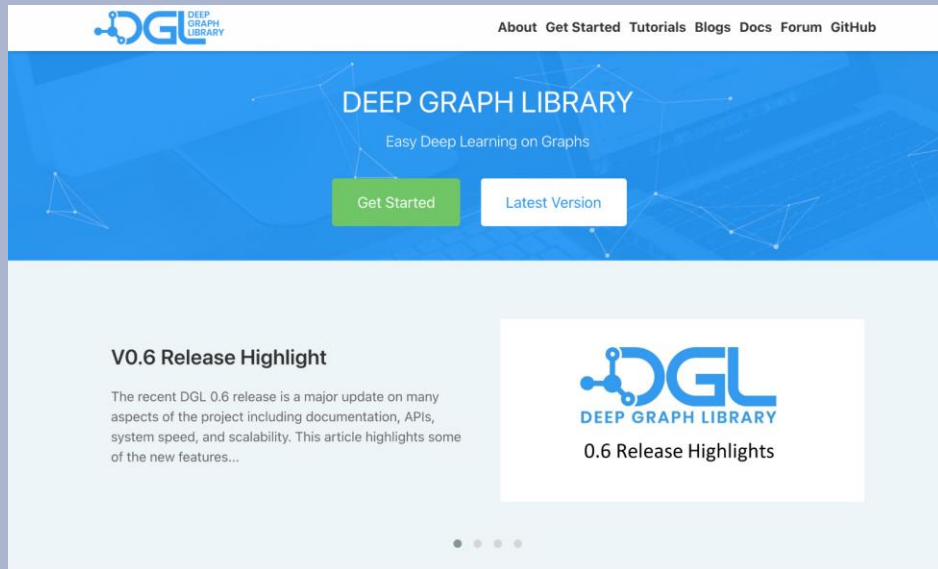 DGL DEEP GRAPH LIBRARY
About Get Started Tutorials Blogs Docs Forum GitHub
DEEP GRAPH LIBRARY
Easy Deep Learning on Graphs
Get Started Latest Version
V0.6 Release Highlight
The recent DGL 0.6 release is a major update on many
aspects of the project including documentation, APIs,
system speed, and scalability. This article highlights some
of the new features...
DGL
DEEP GRAPH LIBRARY
0.6 Release Highlights